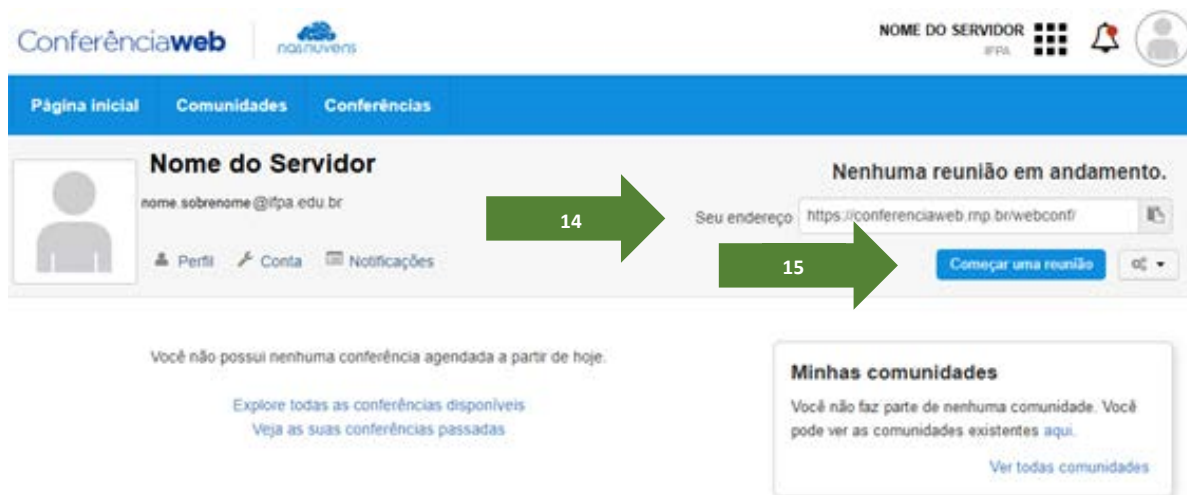 Conferênciaweb
nasnuvens
NOME DO SERVIDOR
IFPA
Página inicial Comunidades Conferências
Nome do Servidor
nome.sobrenome@ifpa.edu.br
Perfil Conta Notificações
Nenhuma reunião em andamento.
14
Seu endereço https://conferenciaweb.rnp.br/webconf/
15
Começar uma reunião
Você não possui nenhuma conferência agendada a partir de hoje.
Explore todas as conferências disponíveis
Veja as suas conferências passadas
Minhas comunidades
Você não faz parte de nenhuma comunidade. Você
pode ver as comunidades existentes aqui.
Ver todas comunidades